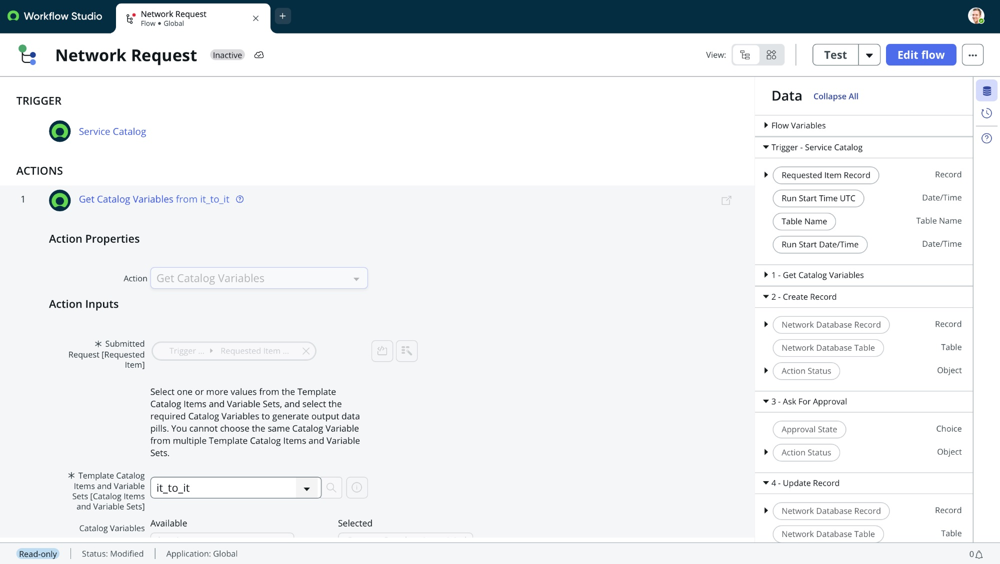 Workflow Studio
Network Request
Flow • Global
Network Request
Inactive
View:
Test
Edit flow
TRIGGER
Service Catalog
ACTIONS
1
Get Catalog Variables from it_to_it
Action Properties
Action
Get Catalog Variables
Action Inputs
* Submitted
Request [Requested
Item]
Trigger ... ▸ Requested Item ...
Select one or more values from the Template
Catalog Items and Variable Sets, and select the
required Catalog Variables to generate output data
pills. You cannot choose the same Catalog Variable
from multiple Template Catalog Items and Variable
Sets.
* Template Catalog
Items and Variable
Sets [Catalog Items
and Variable Sets]
it_to_it
Catalog Variables
Available
Selected
Data
Collapse All
Flow Variables
Trigger - Service Catalog
Requested Item Record Record
Run Start Time UTC Date/Time
Table Name Table Name
Run Start Date/Time Date/Time
1 - Get Catalog Variables
2 - Create Record
Network Database Record Record
Network Database Table Table
Action Status Object
3 - Ask For Approval
Approval State Choice
Action Status Object
4 - Update Record
Network Database Record Record
Network Database Table Table
Read-only
Status: Modified
Application: Global
0